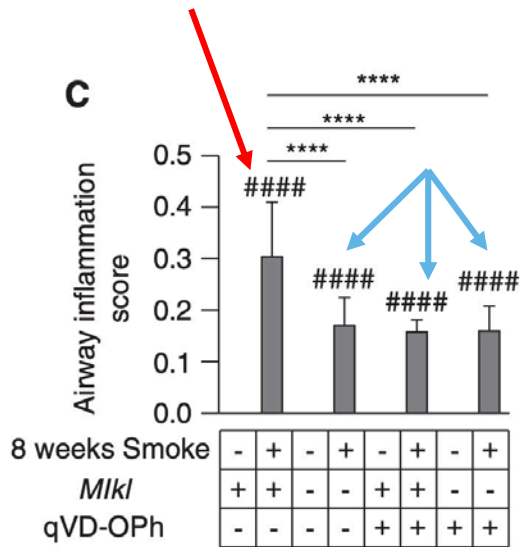 C
****
****
****
Airway inflammation
score
0.5
0.4
0.3
0.2
0.1
0.0
####
####
####
####
8 weeks Smoke - + - + - + - +
Mlkl + + - - + + - -
qVD-OPh - - - - + + + +